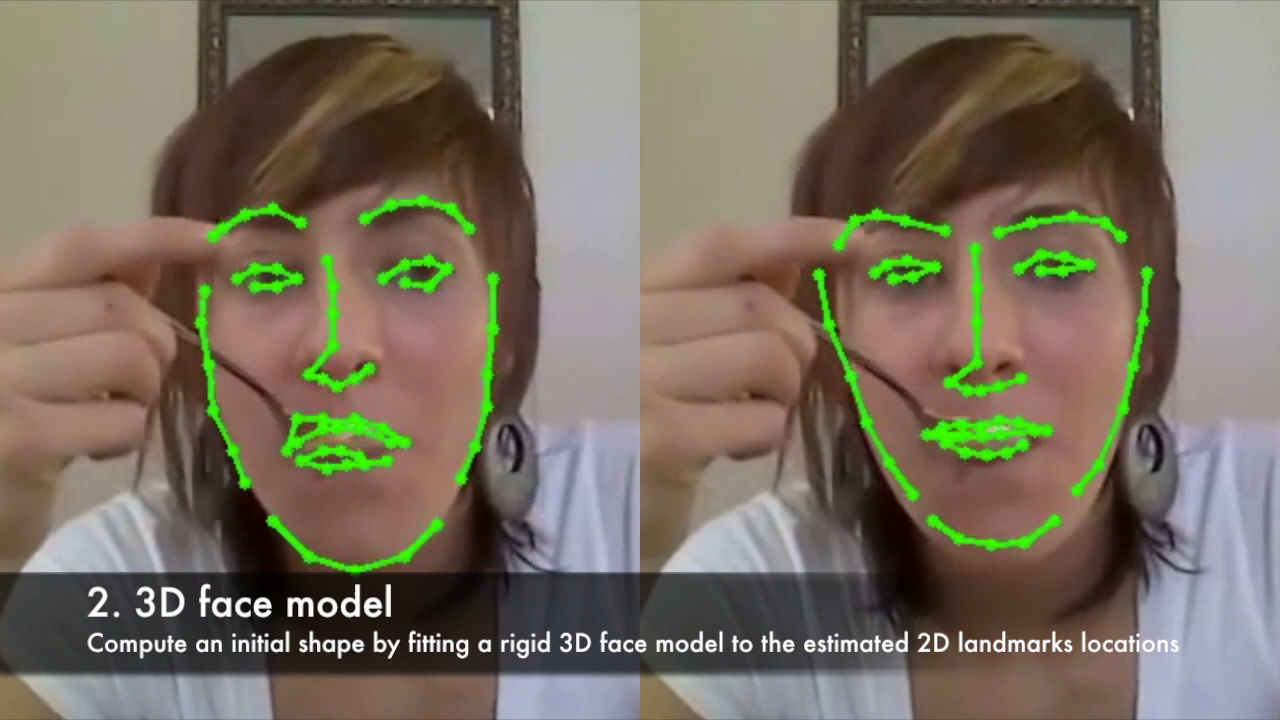 2. 3D face model
Compute an initial shape by fitting a rigid 3D face model to the estimated 2D landmarks locations